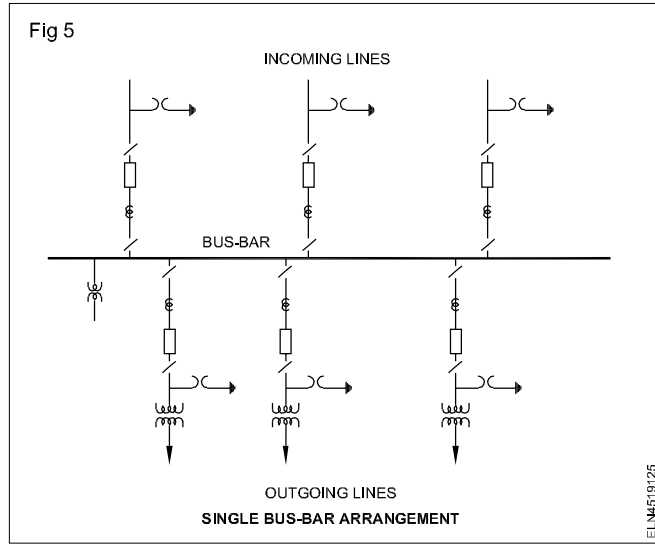 Fig 5
INCOMING LINES
BUS-BAR
OUTGOING LINES
SINGLE BUS-BAR ARRANGEMENT
ELN4519125